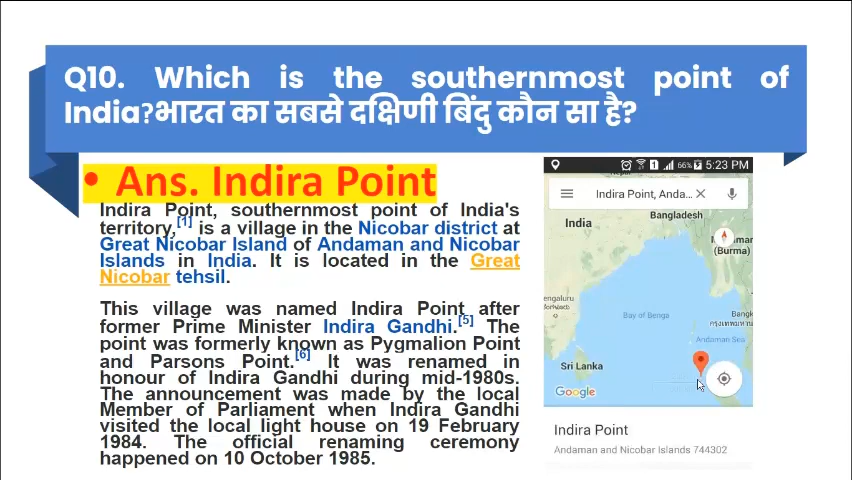 Q10. Which is the southernmost point of
India?भारत का सबसे दक्षिणी बिंदु कौन सा है?
• Ans. Indira Point
Indira Point, southernmost point of India's
territory,[1] is a village in the Nicobar district at
Great Nicobar Island of Andaman and Nicobar
Islands in India. It is located in the Great
Nicobar tehsil.
This village was named Indira Point after
former Prime Minister Indira Gandhi.[5] The
point was formerly known as Pygmalion Point
and Parsons Point.[6] It was renamed in
honour of Indira Gandhi during mid-1980s.
The announcement was made by the local
Member of Parliament when Indira Gandhi
visited the local light house on 19 February
1984. The official renaming ceremony
happened on 10 October 1985.
1 66% 5:23 PM
Indira Point, Anda...
Bangladesh
India
(Burma)
Bay of Benga
Andaman Sea
Sri Lanka
Google
Indira Point
Andaman and Nicobar Islands 744302